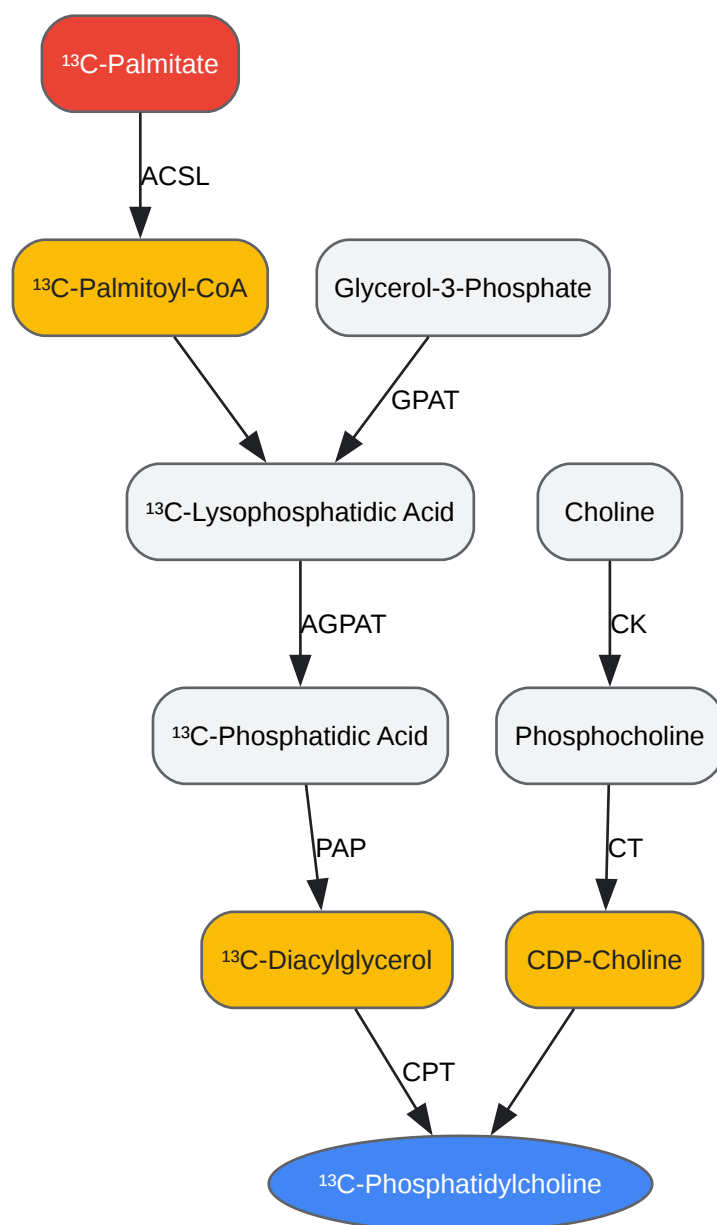 ¹³C-Palmitate
ACSL
¹³C-Palmitoyl-CoA
Glycerol-3-Phosphate
GPAT
¹³C-Lysophosphatidic Acid
Choline
AGPAT
CK
¹³C-Phosphatidic Acid
Phosphocholine
PAP
CT
¹³C-Diacylglycerol
CDP-Choline
CPT
¹³C-Phosphatidylcholine